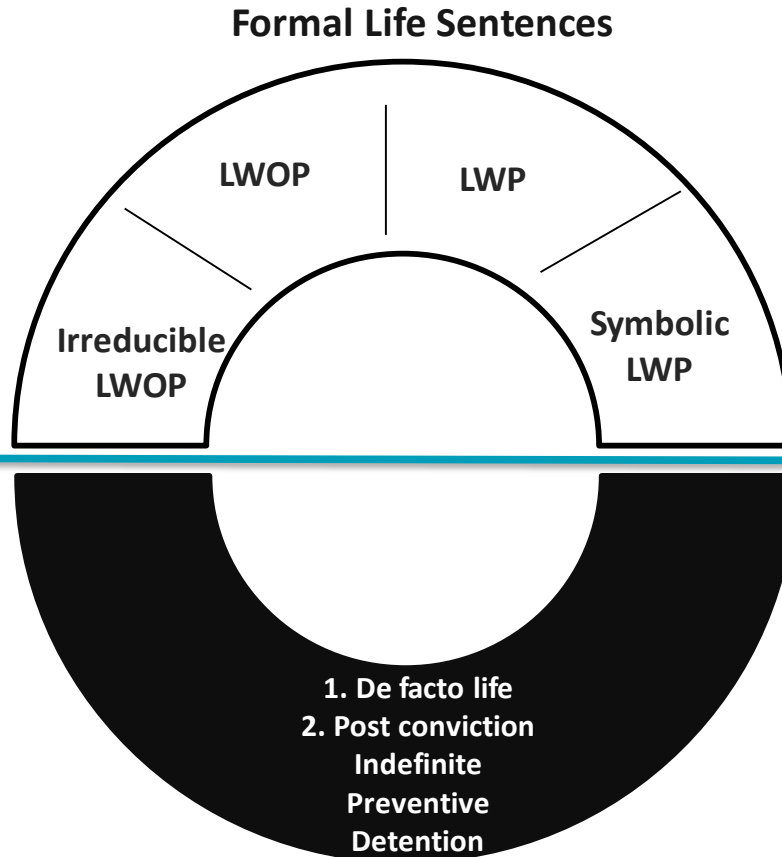 Formal Life Sentences
LWOP
LWP
Irreducible
LWOP
Symbolic
LWP
1. De facto life
2. Post conviction
Indefinite
Preventive
Detention